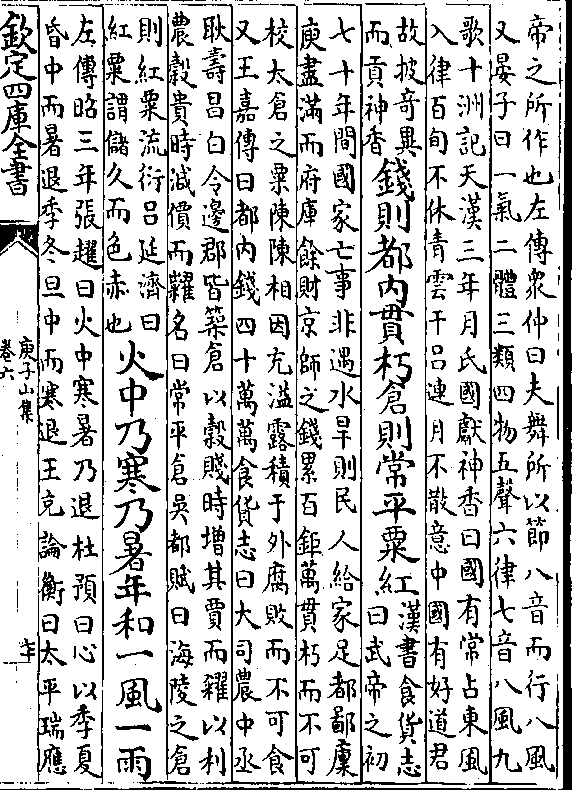 帝之所作也左傳衆仲曰夫舞所以節八音而行八風
又晏子曰一氣二體三類四物五聲六律七音八風九
歌十洲記天漢三年月氏國獻神香曰國有常占東風
入律百旬不休青雲干吕連月不散意中國有好道君
故披奇異而貢神香錢則都内貫朽倉則常平粟紅漢書食貨志曰武帝之初
七十年間國家亡事非遇水旱則民人給家足都鄙廩
庾盡滿而府庫餘財京師之錢累百鉅萬貫朽而不可
校太倉之粟陳陳相因充溢露積于外腐敗而不可食
又王嘉傳曰都内錢四十萬萬食貨志曰大司農中丞
耿壽昌白令邊郡皆築倉以穀賤時增其賈而糴以利
農穀貴時減價而糶名曰常平倉吳都賦曰海陵之倉
則紅粟流衍吕延濟曰紅粟謂儲久而色赤也火中乃寒乃暑年和一風一雨
左傳昭三年張趯曰火中寒暑乃退杜預曰心以季夏
昏中而暑退季冬旦中而寒退王充論衡曰太平瑞應
欽定四庫全書
庾子山集
卷六